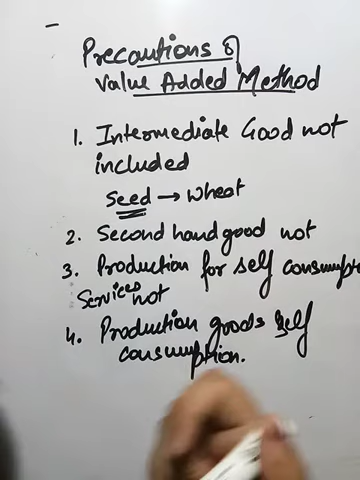 Precautions of
Value Added Method
1. Intermediate Good not
included
Seed → Wheat
2. Second hand good not
3. Production for self consumpt
Services not
4. Production goods self
consumption.